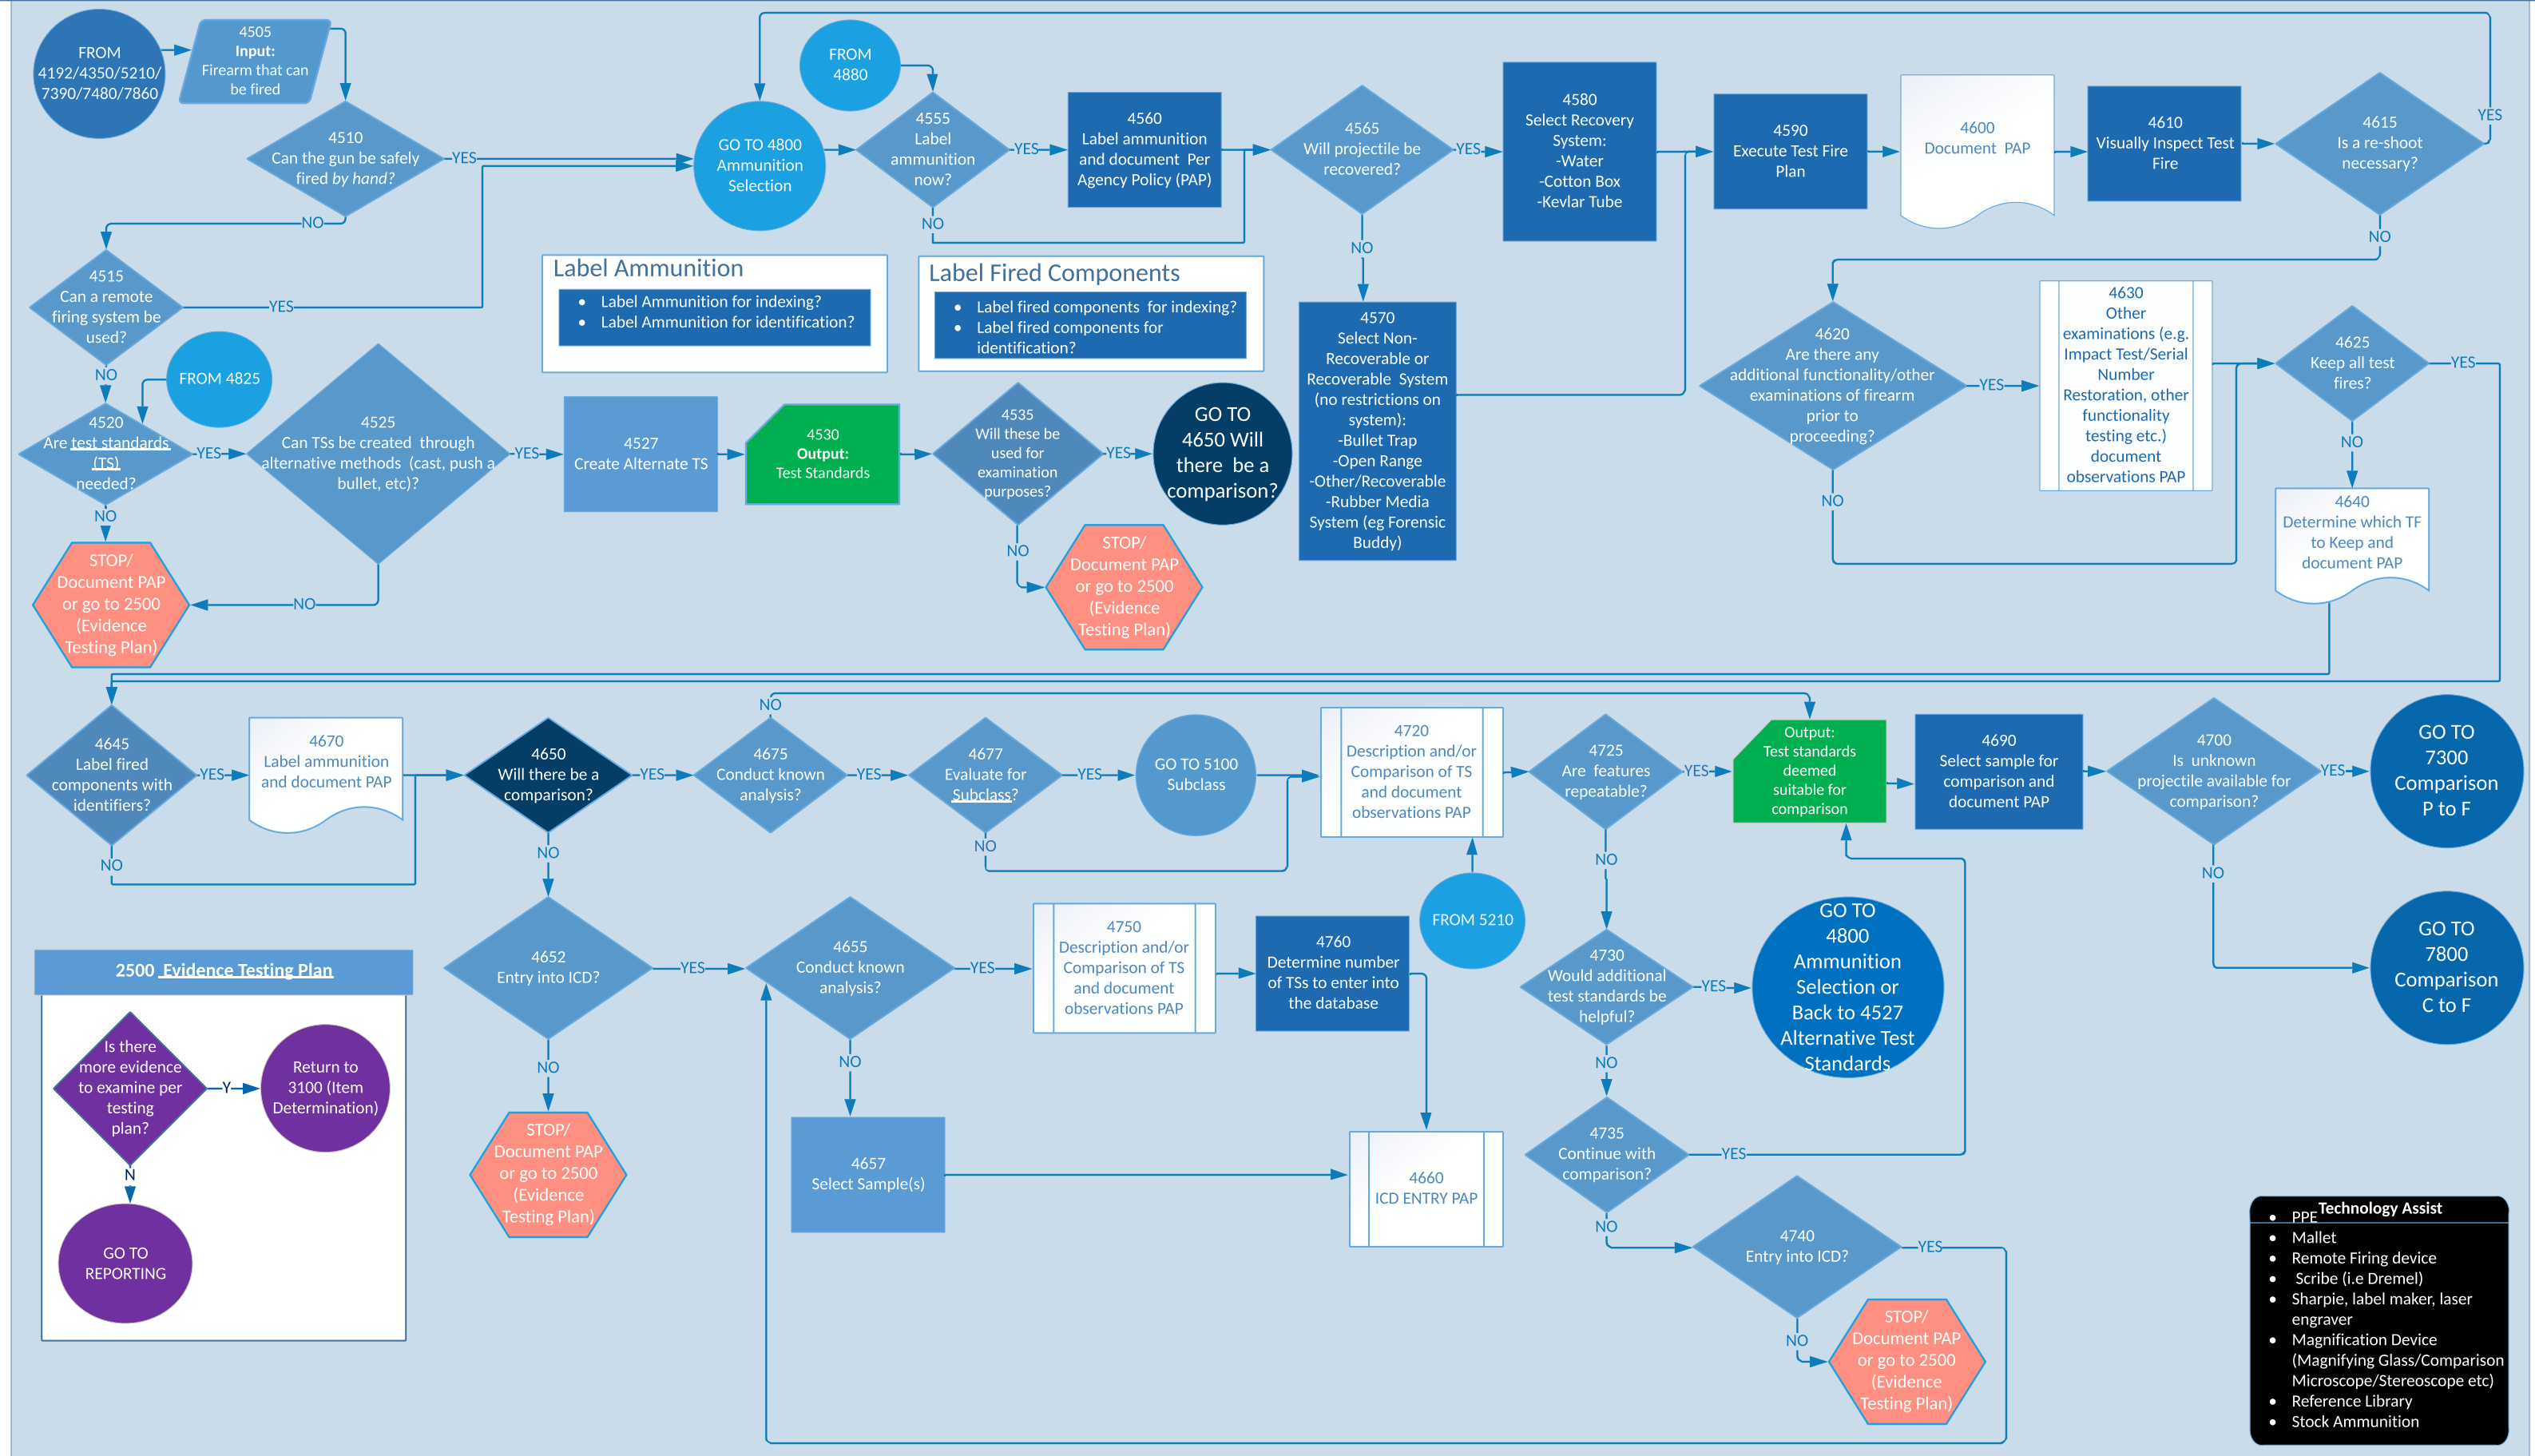 FROM
4192/4350/5210/
7390/7480/7860
4505
Input:
Firearm that can
be fired
4510
Can the gun be safely
fired by hand?
YES
NO
GO TO 4800
Ammunition
Selection
FROM
4880
4555
Label
ammunition
now?
YES
NO
4560
Label ammunition
and document Per
Agency Policy (PAP)
4565
Will projectile be
recovered?
YES
NO
4580
Select Recovery
System:
-Water
-Cotton Box
-Kevlar Tube
4590
Execute Test Fire
Plan
4600
Document PAP
4610
Visually Inspect Test
Fire
4615
Is a re-shoot
necessary?
YES
NO
4515
Can a remote
firing system be
used?
YES
NO
Label Ammunition
• Label Ammunition for indexing?
• Label Ammunition for identification?
Label Fired Components
• Label fired components for indexing?
• Label fired components for
identification?
4570
Select Non-
Recoverable or
Recoverable System
(no restrictions on
system):
-Bullet Trap
-Open Range
-Other/Recoverable
-Rubber Media
System (eg Forensic
Buddy)
4620
Are there any
additional functionality/other
examinations of firearm
prior to
proceeding?
YES
NO
4630
Other
examinations (e.g.
Impact Test/Serial
Number
Restoration, other
functionality
testing etc.)
document
observations PAP
4625
Keep all test
fires?
YES
NO
4640
Determine which TF
to Keep and
document PAP
FROM 4825
4520
Are test standards
(TS)
needed?
YES
NO
4525
Can TSs be created through
alternative methods (cast, push a
bullet, etc)?
YES
NO
4527
Create Alternate TS
4530
Output:
Test Standards
4535
Will these be
used for
examination
purposes?
YES
NO
GO TO
4650 Will
there be a
comparison?
STOP/
Document PAP
or go to 2500
(Evidence
Testing Plan)
STOP/
Document PAP
or go to 2500
(Evidence
Testing Plan)
4645
Label fired
components with
identifiers?
YES
NO
4670
Label ammunition
and document PAP
4650
Will there be a
comparison?
YES
NO
4675
Conduct known
analysis?
NO
YES
4677
Evaluate for
Subclass?
YES
NO
GO TO 5100
Subclass
4720
Description and/or
Comparison of TS
and document
observations PAP
FROM 5210
4725
Are features
repeatable?
YES
NO
Output:
Test standards
deemed
suitable for
comparison
4690
Select sample for
comparison and
document PAP
4700
Is unknown
projectile available for
comparison?
YES
NO
GO TO
7300
Comparison
P to F
GO TO
7800
Comparison
C to F
4652
Entry into ICD?
YES
NO
4655
Conduct known
analysis?
YES
NO
4750
Description and/or
Comparison of TS
and document
observations PAP
4760
Determine number
of TSs to enter into
the database
4730
Would additional
test standards be
helpful?
YES
NO
GO TO
4800
Ammunition
Selection or
Back to 4527
Alternative Test
Standards
STOP/
Document PAP
or go to 2500
(Evidence
Testing Plan)
4657
Select Sample(s)
4660
ICD ENTRY PAP
4735
Continue with
comparison?
YES
NO
4740
Entry into ICD?
YES
NO
STOP/
Document PAP
or go to 2500
(Evidence
Testing Plan)
2500 Evidence Testing Plan
Is there
more evidence
to examine per
testing
plan?
Y
N
Return to
3100 (Item
Determination)
GO TO
REPORTING
Technology Assist
• PPE
• Mallet
• Remote Firing device
• Scribe (i.e Dremel)
• Sharpie, label maker, laser
engraver
• Magnification Device
(Magnifying Glass/Comparison
Microscope/Stereoscope etc)
• Reference Library
• Stock Ammunition